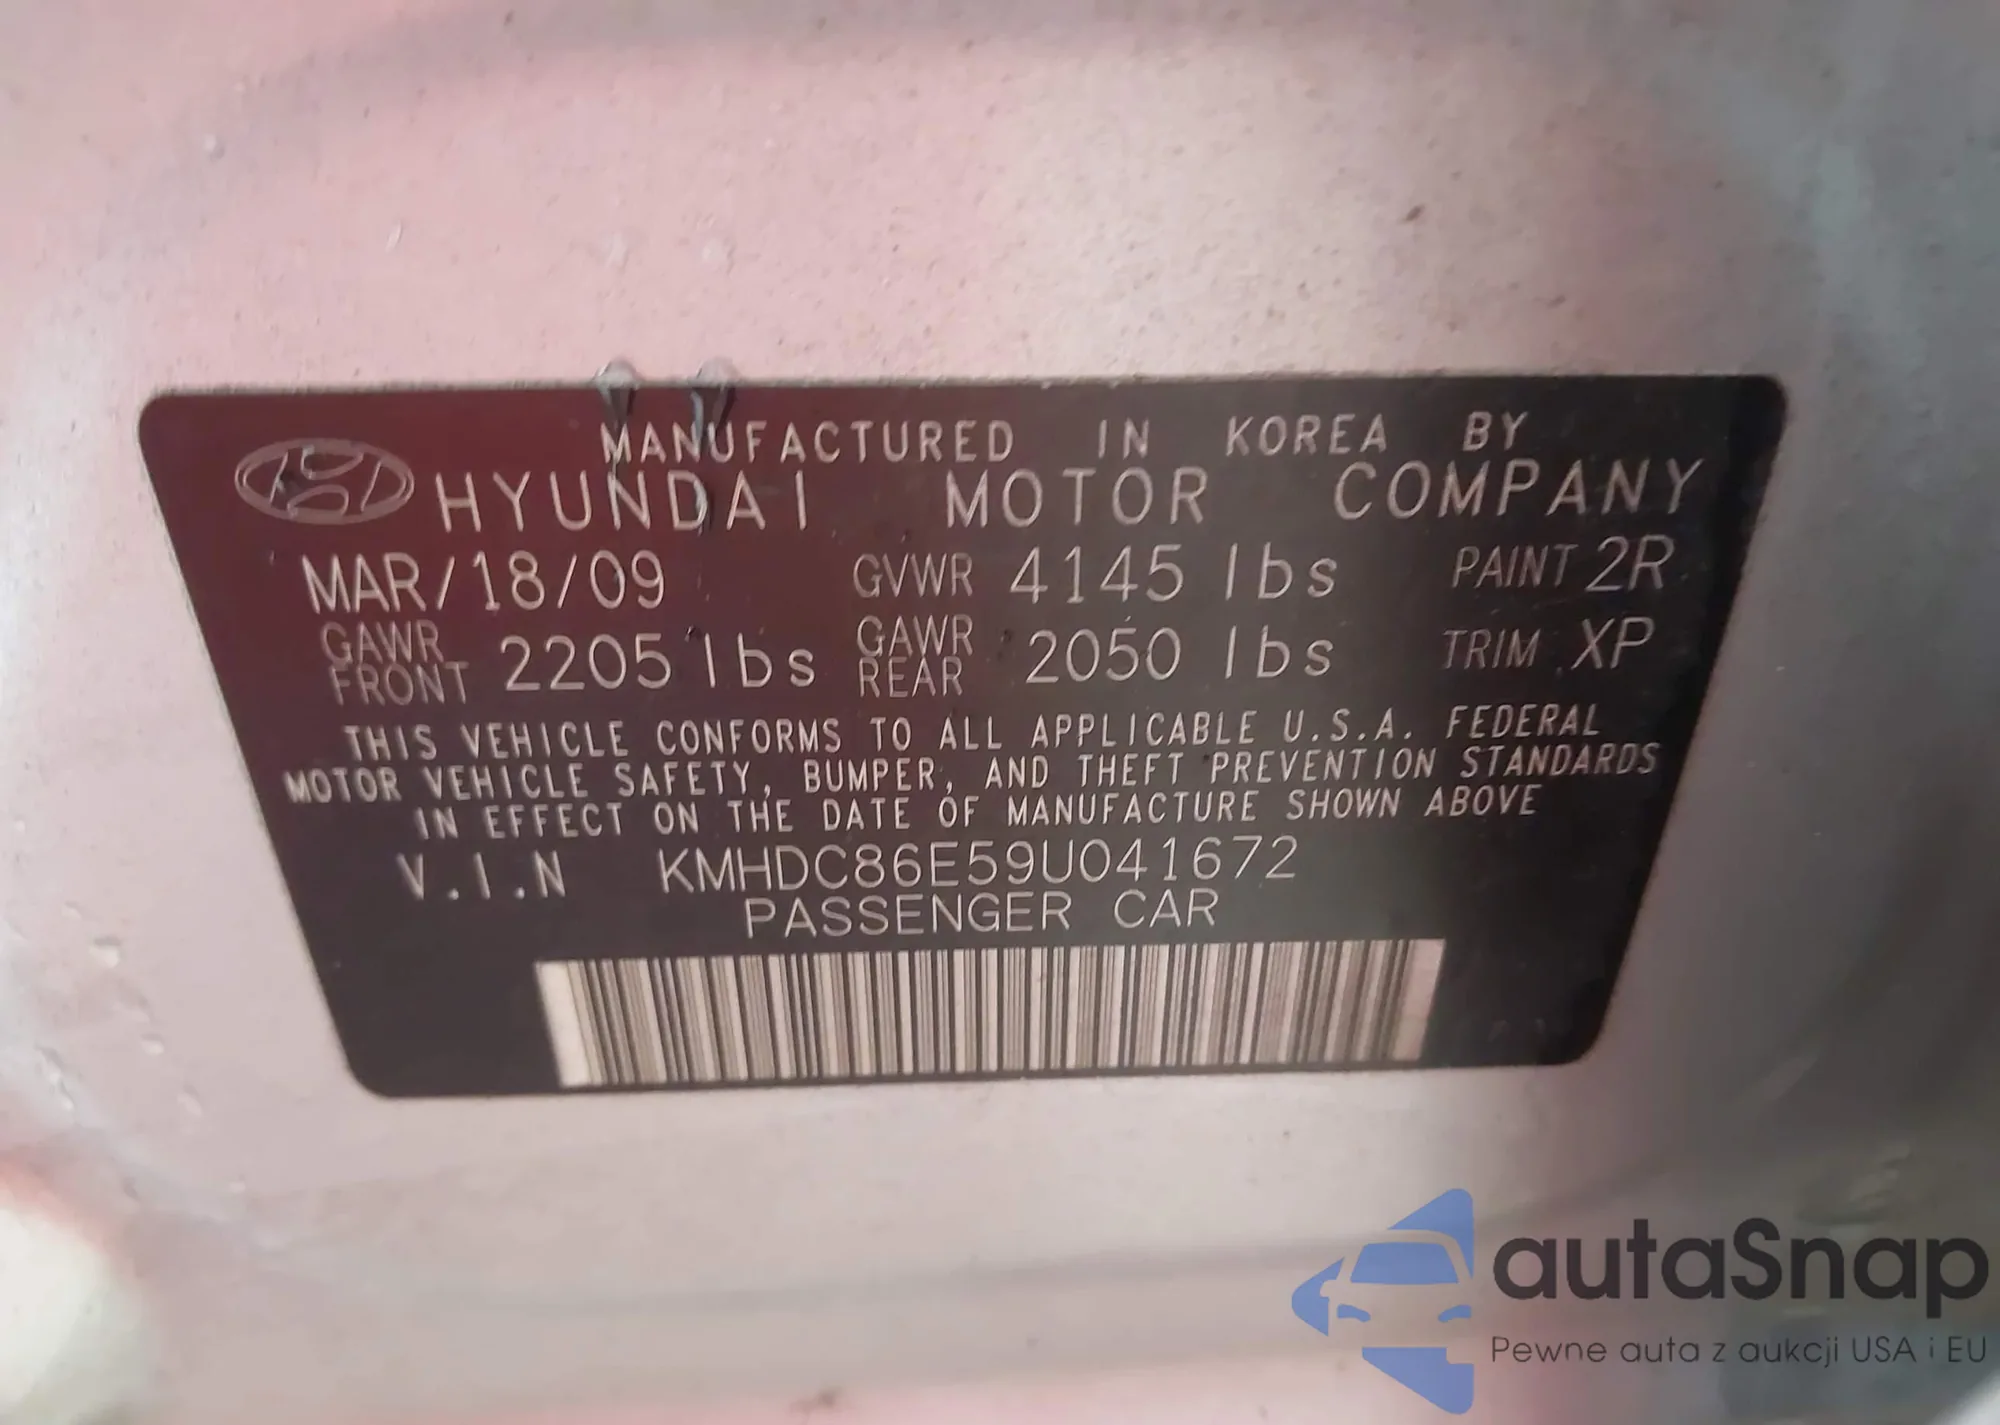 MANUFACTURED IN KOREA BY
HYUNDAI MOTOR COMPANY
MAR/18/09 GVWR 4145 lbs PAINT 2R
GAWR FRONT 2205 lbs GAWR REAR 2050 lbs TRIM XP
THIS VEHICLE CONFORMS TO ALL APPLICABLE U.S.A. FEDERAL
MOTOR VEHICLE SAFETY, BUMPER, AND THEFT PREVENTION STANDARDS
IN EFFECT ON THE DATE OF MANUFACTURE SHOWN ABOVE
V.I.N KMHDC86E59U041672
PASSENGER CAR
autaSnap
Pewne auta z aukcji USA i EU